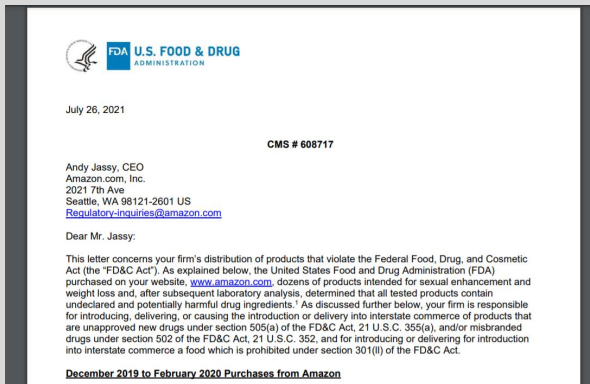 FDA U.S. FOOD & DRUG
ADMINISTRATION
July 26, 2021
CMS # 608717
Andy Jassy, CEO
Amazon.com, Inc.
2021 7th Ave
Seattle, WA 98121-2601 US
Regulatory-inquiries@amazon.com
Dear Mr. Jassy:
This letter concerns your firm's distribution of products that violate the Federal Food, Drug, and Cosmetic
Act (the "FD&C Act"). As explained below, the United States Food and Drug Administration (FDA)
purchased on your website, www.amazon.com, dozens of products intended for sexual enhancement and
weight loss and, after subsequent laboratory analysis, determined that all tested products contain
undeclared and potentially harmful drug ingredients.¹ As discussed further below, your firm is responsible
for introducing, delivering, or causing the introduction or delivery into interstate commerce of products that
are unapproved new drugs under section 505(a) of the FD&C Act, 21 U.S.C. 355(a), and/or misbranded
drugs under section 502 of the FD&C Act, 21 U.S.C. 352, and for introducing or delivering for introduction
into interstate commerce a food which is prohibited under section 301(ll) of the FD&C Act.
December 2019 to February 2020 Purchases from Amazon